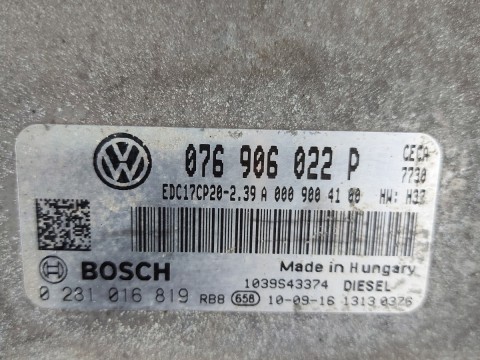 076 906 022 P
CECA
7730
EDC17CP20-2.39 A 000 900 41 00 HW: H37
BOSCH Made in Hungary
1039S43374 DIESEL
0 231 016 819 RB8 658 10-09-16 1313 0326